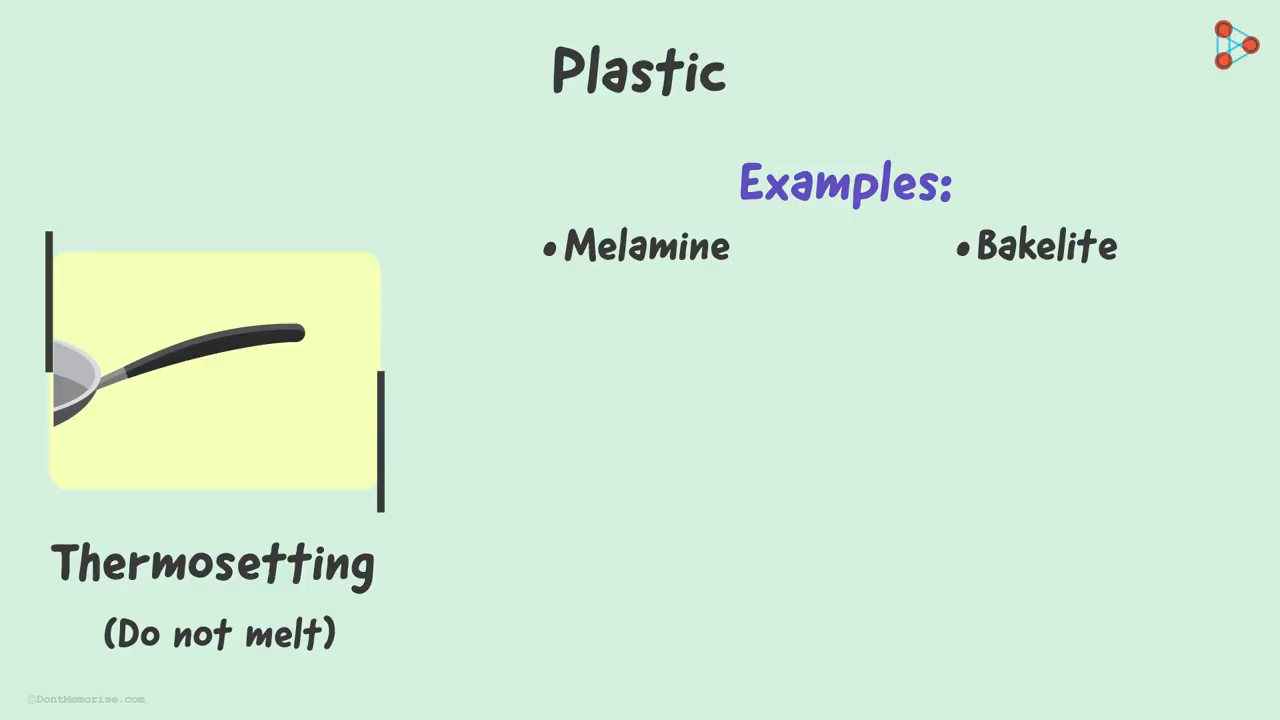 Plastic
Examples:
• Melamine
• Bakelite
Thermosetting
(Do not melt)
©DontMemorise.com